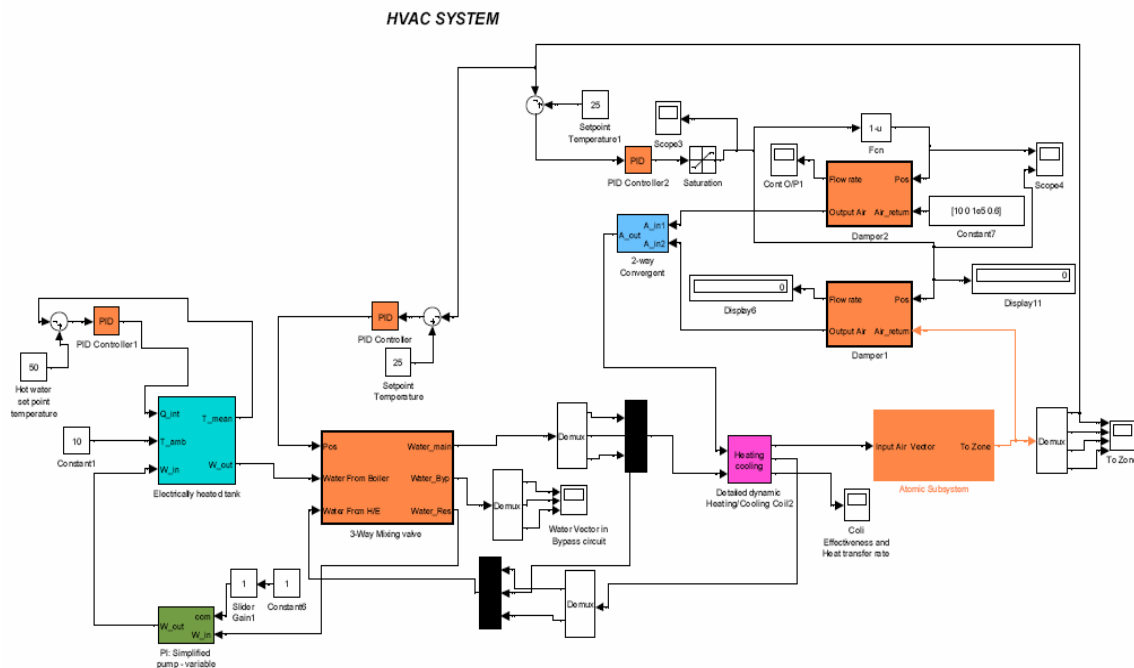 HVAC SYSTEM
25
Setpoint
Temperature1
PID
PID Controller2
Saturation
Scope3
1-u
Fcn
Cont O/P1
Flow rate
Pos
Output Air
Air_return
Damper2
Scope4
[10 0 1e5 0.6]
Constant7
A_out
A_in1
A_in2
2-way
Convergent
0
Display6
0
Display11
Flow rate
Pos
Output Air
Air_return
Damper1
PID
PID Controller1
50
Hot water
set point
temperature
PID
PID Controller
25
Setpoint
Temperature
Q_int
T_mean
T_amb
W_in
W_out
Electrically heated tank
10
Constant1
Pos
Water_main
Water From Boiler
Water_Byp
Water From H/E
Water_Res
3-Way Mixing valve
Demux
Demux
Water Vector in
Bypass circuit
Heating
cooling
Detailed dynamic
Heating/Cooling Coil2
Input Air Vector
To Zone
Atomic Subsystem
Demux
To Zone
Coli
Effectiveness and
Heat transfer rate
Demux
1
Slider
Gain1
1
Constant6
W_out
com
W_in
PI: Simplified
pump - variable